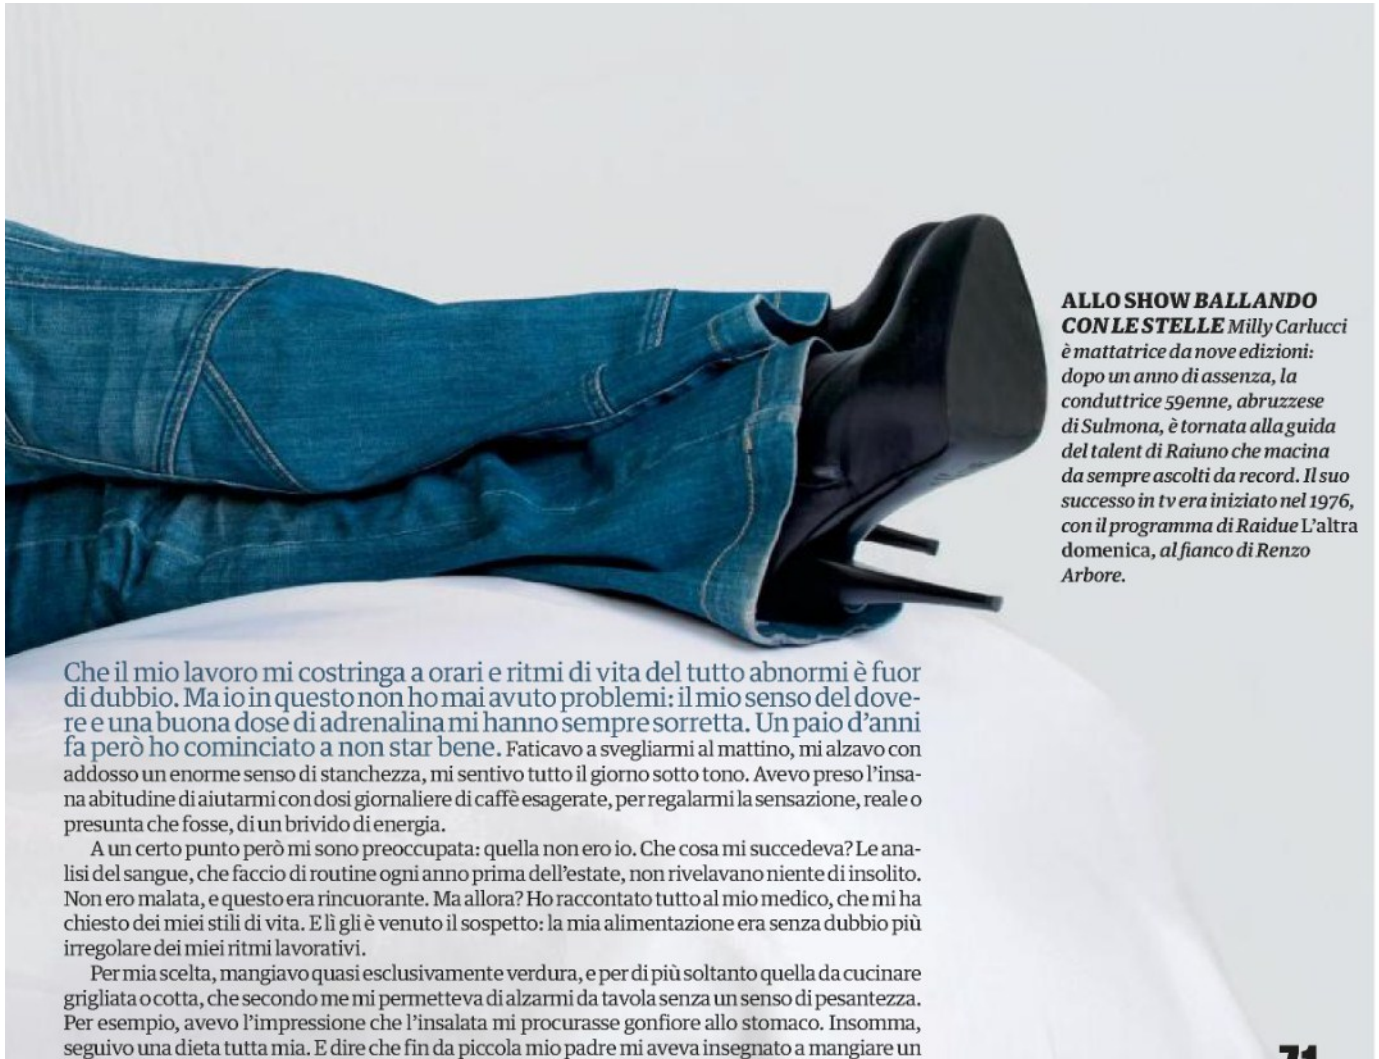 ALLO SHOW BALLANDO
CON LE STELLE Milly Carlucci
è mattatrice da nove edizioni:
dopo un anno di assenza, la
conduttrice 59enne, abruzzese
di Sulmona, è tornata alla guida
del talent di Raiuno che macina
da sempre ascolti da record. Il suo
successo in tv era iniziato nel 1976,
con il programma di Raidue L'altra
domenica, al fianco di Renzo
Arbore.
Che il mio lavoro mi costringa a orari e ritmi di vita del tutto abnormi è fuor
di dubbio. Ma io in questo non ho mai avuto problemi: il mio senso del dove-
re e una buona dose di adrenalina mi hanno sempre sorretta. Un paio d'anni
fa però ho cominciato a non star bene. Faticavo a svegliarmi al mattino, mi alzavo con
addosso un enorme senso di stanchezza, mi sentivo tutto il giorno sotto tono. Avevo preso l'insa-
na abitudine di aiutarmi con dosi giornaliere di caffè esagerate, per regalarmi la sensazione, reale o
presunta che fosse, di un brivido di energia.
A un certo punto però mi sono preoccupata: quella non ero io. Che cosa mi succedeva? Le ana-
lisi del sangue, che faccio di routine ogni anno prima dell'estate, non rivelavano niente di insolito.
Non ero malata, e questo era rincuorante. Ma allora? Ho raccontato tutto al mio medico, che mi ha
chiesto dei miei stili di vita. E lì gli è venuto il sospetto: la mia alimentazione era senza dubbio più
irregolare dei miei ritmi lavorativi.
Per mia scelta, mangiavo quasi esclusivamente verdura, e per di più soltanto quella da cucinare
grigliata o cotta, che secondo me mi permetteva di alzarmi da tavola senza un senso di pesantezza.
Per esempio, avevo l'impressione che l'insalata mi procurasse gonfiore allo stomaco. Insomma,
seguivo una dieta tutta mia. E dire che fin da piccola mio padre mi aveva insegnato a mangiare un
71